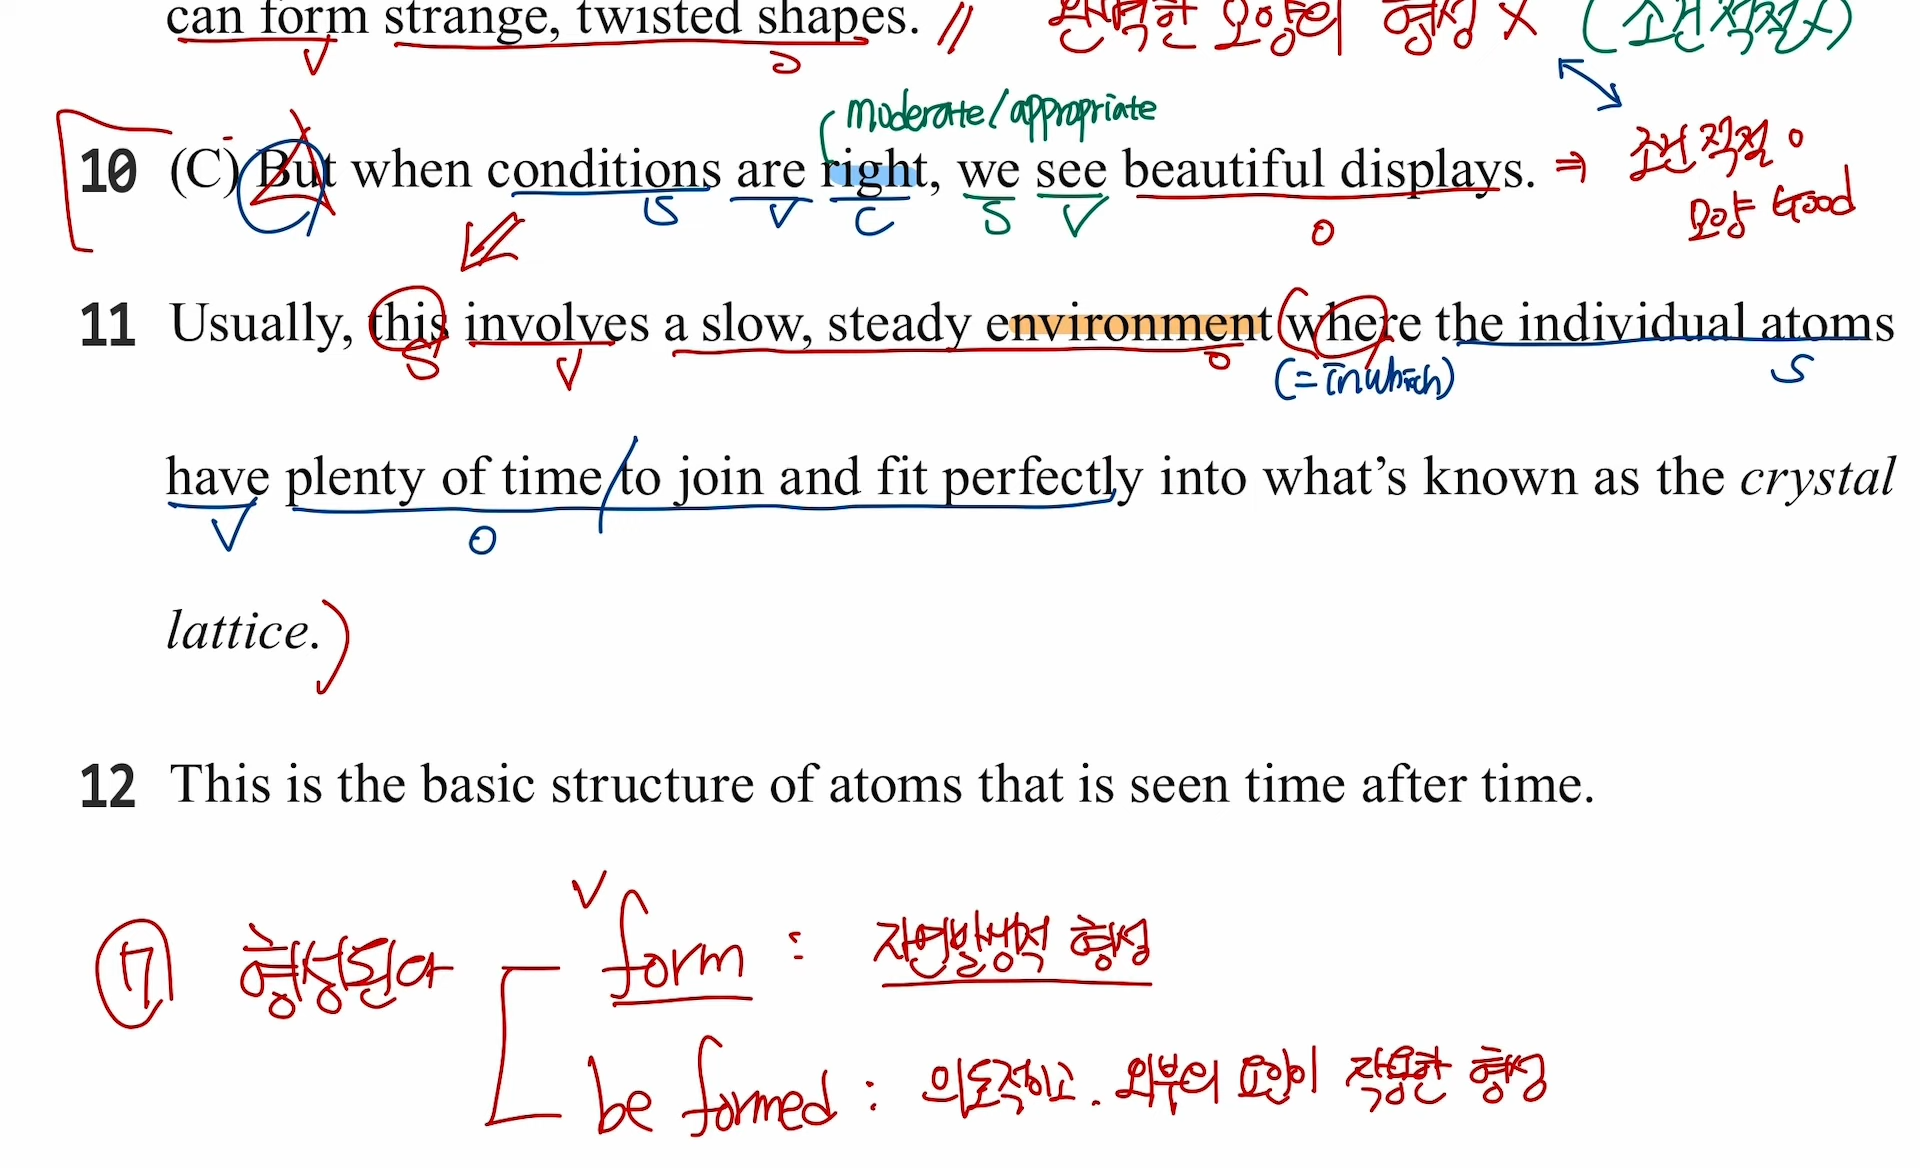 can form strange, twisted shapes. // 완벽한 모양의 형성 X (조건 적절X)
V O
moderate/appropriate
10 (C) But when conditions are right, we see beautiful displays. ⇒ 조건 적절 O
S V C S V O 모양 Good
11 Usually, this involves a slow, steady environment (where the individual atoms
S V O (= in which) S
have plenty of time / to join and fit perfectly into what's known as the crystal
V O
lattice.)
12 This is the basic structure of atoms that is seen time after time.
⑦ 형성된다 V form : 자연발생적 형성
be formed : 의도적이고. 외부의 요인이 작용한 형성